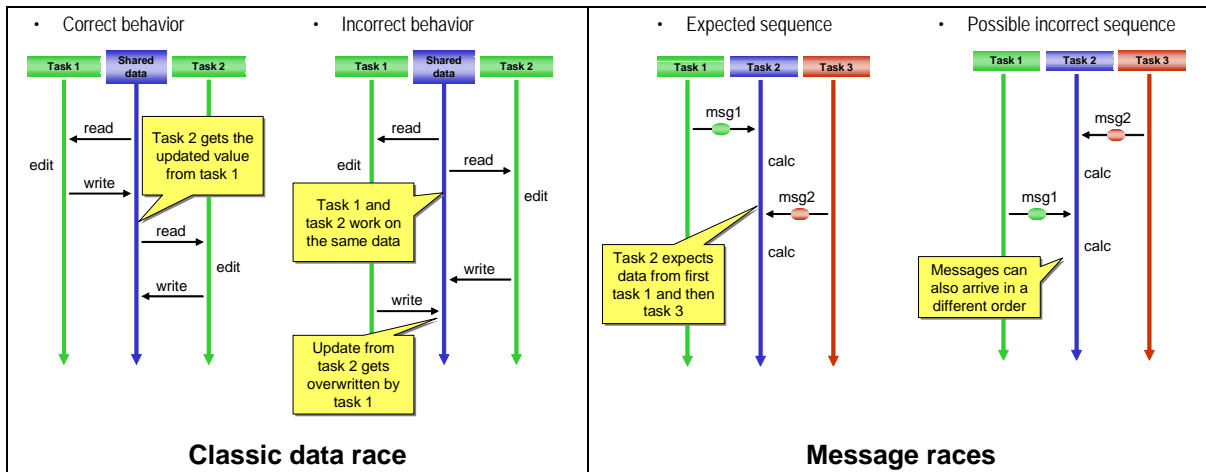 • Correct behavior
Task 1
Shared
data
Task 2
read
edit
write
Task 2 gets the
updated value
from task 1
read
edit
write
• Incorrect behavior
Task 1
Shared
data
Task 2
read
edit
read
edit
Task 1 and
task 2 work on
the same data
write
write
Update from
task 2 gets
overwritten by
task 1
Classic data race
• Expected sequence
Task 1
Task 2
Task 3
msg1
calc
msg2
calc
Task 2 expects
data from first
task 1 and then
task 3
• Possible incorrect sequence
Task 1
Task 2
Task 3
msg2
calc
msg1
calc
Messages can
also arrive in a
different order
Message races